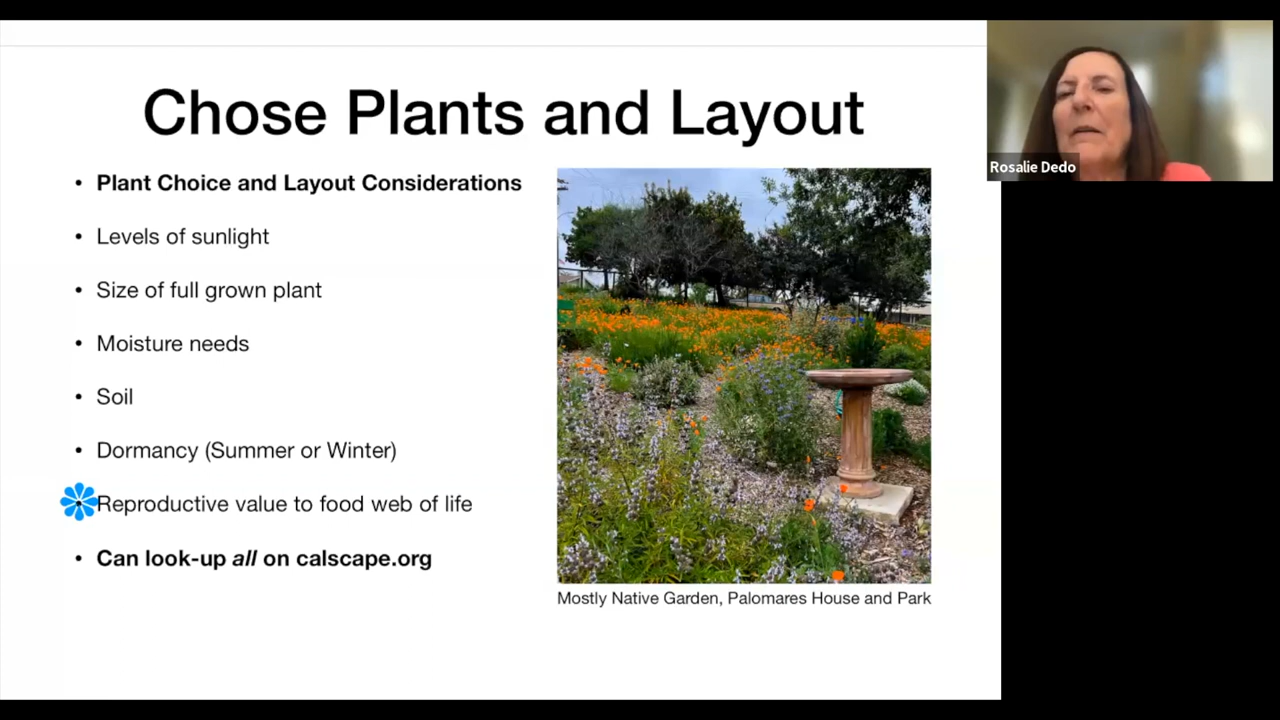 Chose Plants and Layout
• Plant Choice and Layout Considerations
• Levels of sunlight
• Size of full grown plant
• Moisture needs
• Soil
• Dormancy (Summer or Winter)
Reproductive value to food web of life
• Can look-up all on calscape.org
Mostly Native Garden, Palomares House and Park
Rosalie Dedo